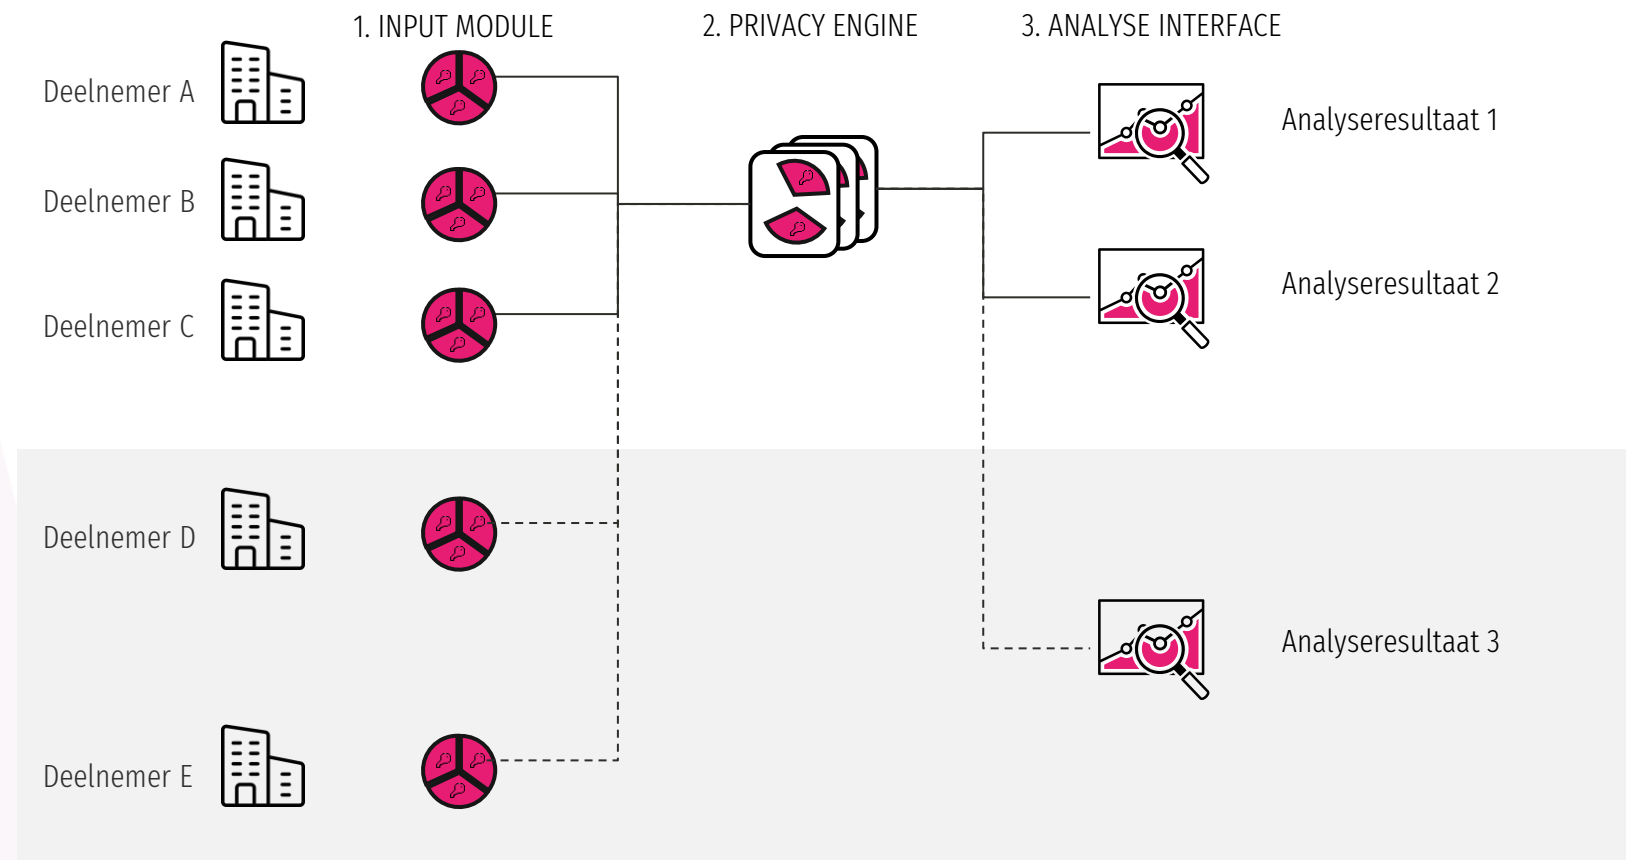 1. INPUT MODULE
2. PRIVACY ENGINE
3. ANALYSE INTERFACE
Deelnemer A
Analyseresultaat 1
Deelnemer B
Analyseresultaat 2
Deelnemer C
Deelnemer D
Analyseresultaat 3
Deelnemer E